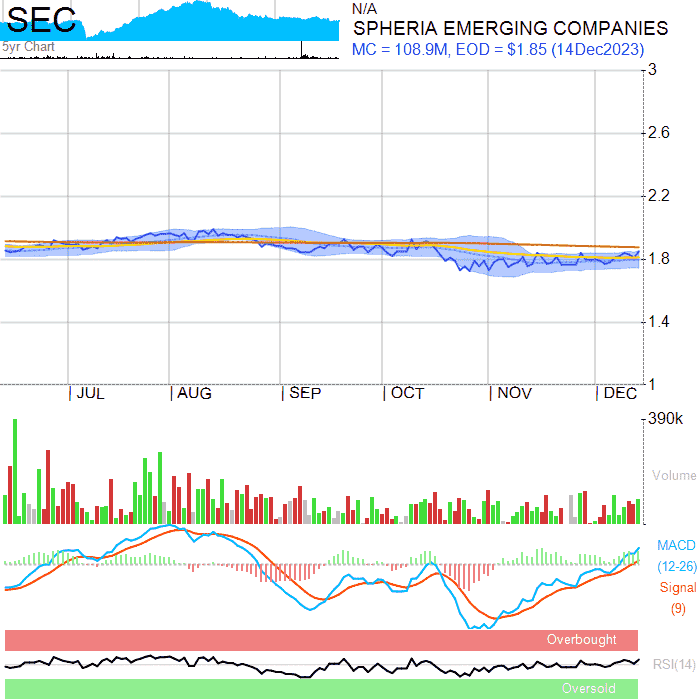 SEC
5yr Chart
N/A
SPHERIA EMERGING COMPANIES
MC = 108.9M, EOD = $1.85 (14Dec2023)
3
2.6
2.2
1.8
1.4
1
JUL AUG SEP OCT NOV DEC
390k
Volume
MACD
(12-26)
Signal
(9)
Overbought
RSI(14)
Oversold